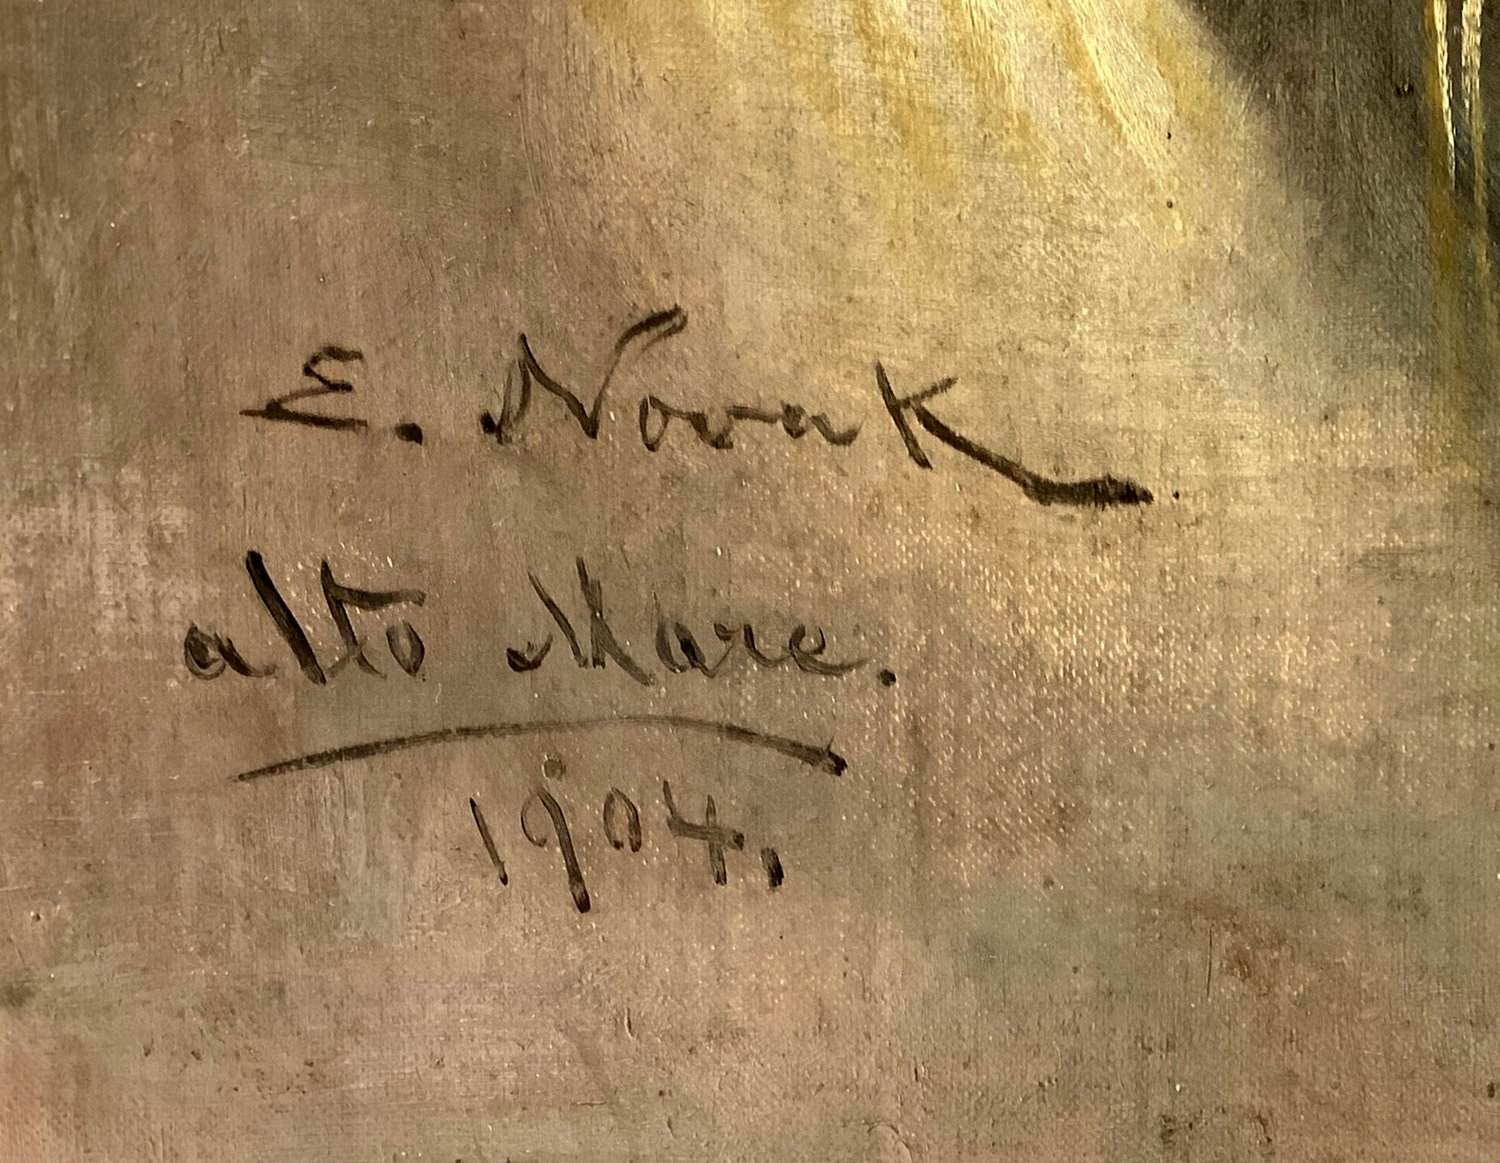 E. Novak
alto Mare.
1904.